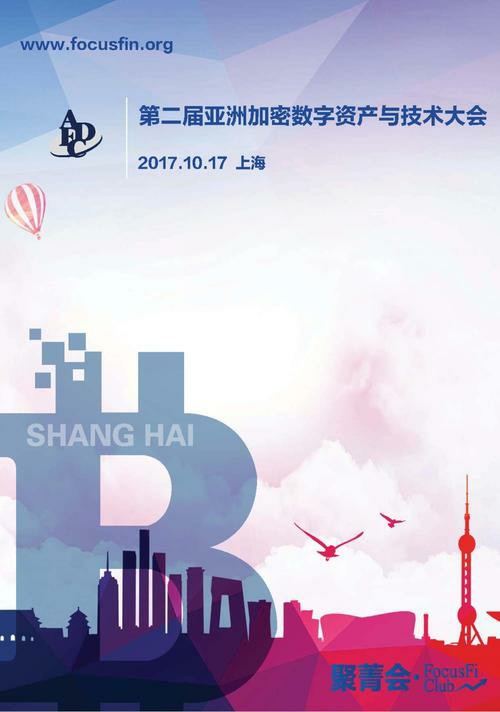 www.focusfin.org
AFDC
第二届亚洲加密数字资产与技术大会
2017.10.17 上海
SHANG HAI
聚菁会·FocusFi
Club